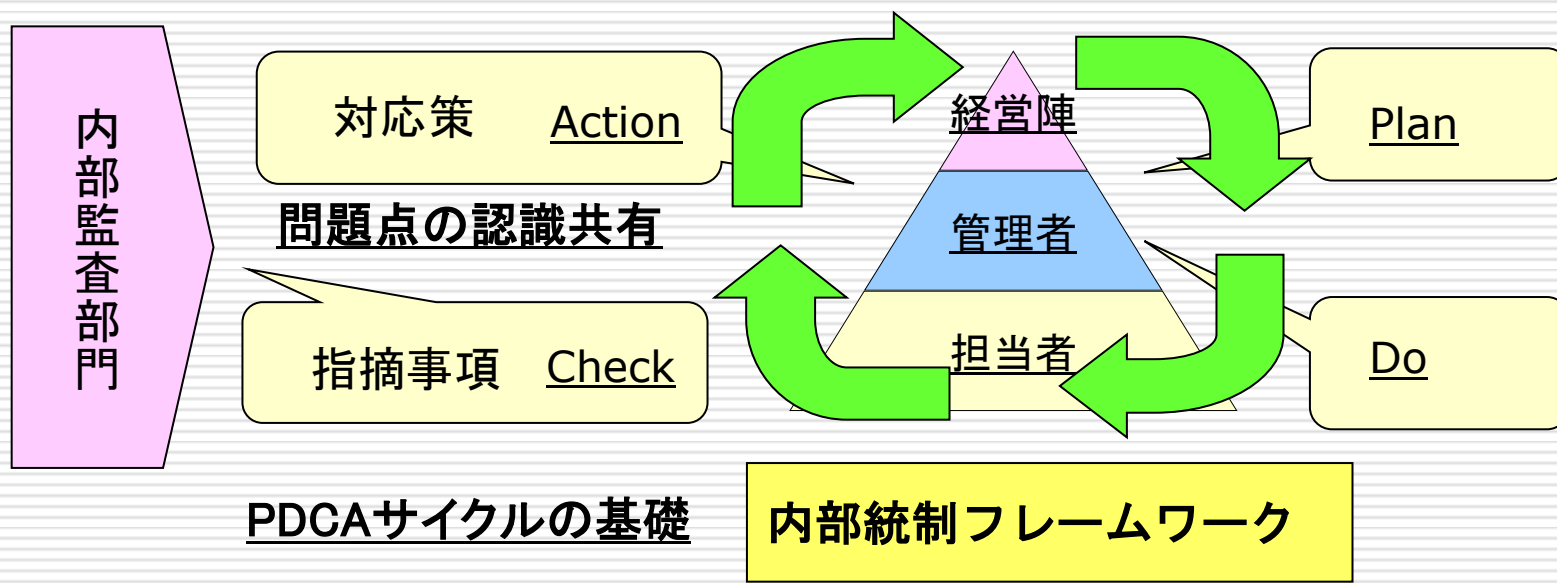 内部監査部門
対応策 Action
経営陣
Plan
問題点の認識共有
管理者
指摘事項 Check
担当者
Do
PDCAサイクルの基礎
内部統制フレームワーク